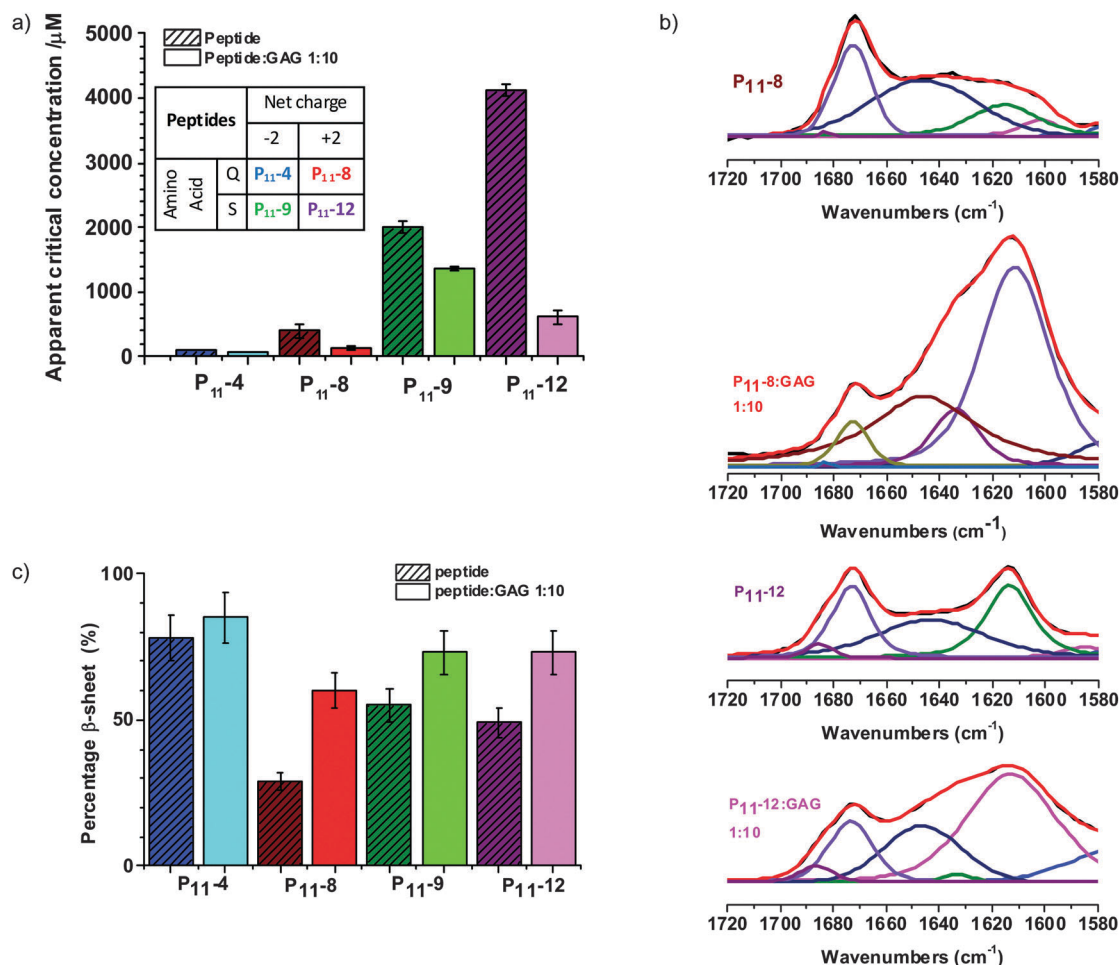 a)
Apparent critical concentration /µM
5000
4000
3000
2000
1000
0
Peptide
Peptide:GAG 1:10
Peptides
Net charge
-2 +2
Amino Acid
Q P11-4 P11-8
S P11-9 P11-12
P11-4 P11-8 P11-9 P11-12
b)
P11-8
1720 1700 1680 1660 1640 1620 1600 1580
Wavenumbers (cm-1)
P11-8:GAG
1:10
1720 1700 1680 1660 1640 1620 1600 1580
Wavenumbers (cm-1)
P11-12
1720 1700 1680 1660 1640 1620 1600 1580
Wavenumbers (cm-1)
P11-12:GAG
1:10
1720 1700 1680 1660 1640 1620 1600 1580
Wavenumbers (cm-1)
c)
Percentage β-sheet (%)
100
50
0
peptide
peptide:GAG 1:10
P11-4 P11-8 P11-9 P11-12